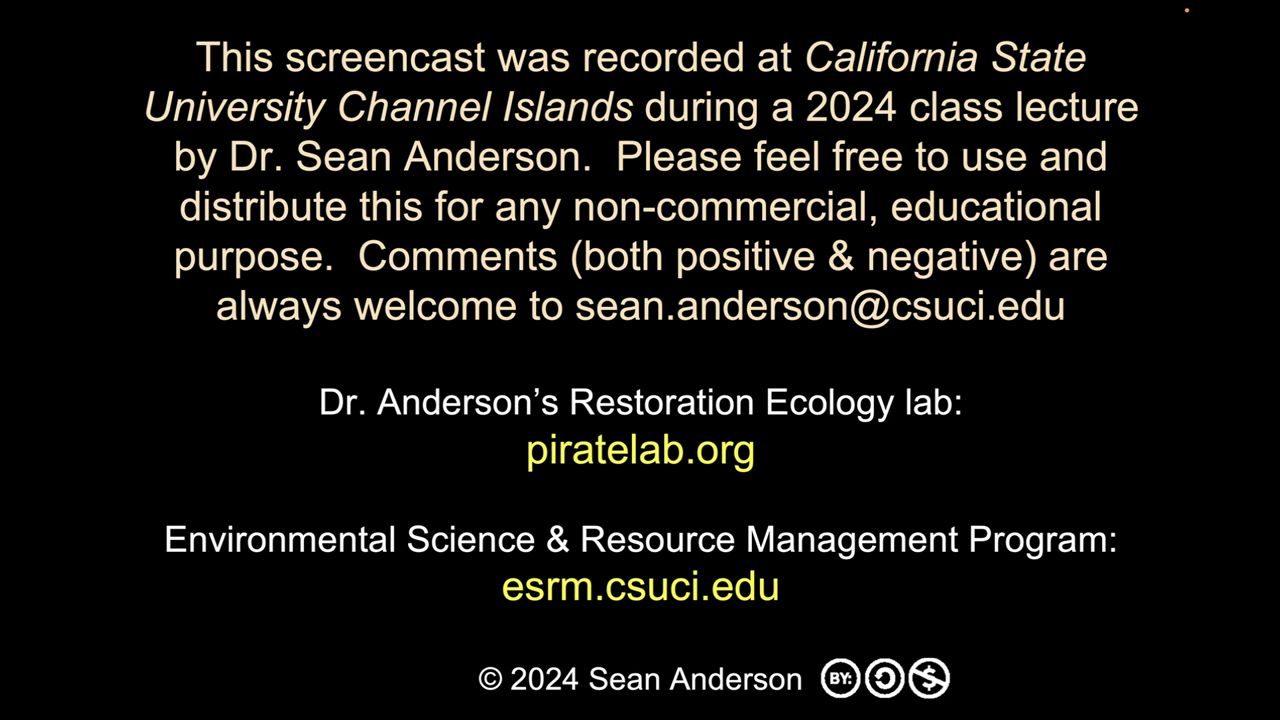 This screencast was recorded at California State
University Channel Islands during a 2024 class lecture
by Dr. Sean Anderson.  Please feel free to use and
distribute this for any non-commercial, educational
purpose.  Comments (both positive & negative) are
always welcome to sean.anderson@csuci.edu
Dr. Anderson’s Restoration Ecology lab:
piratelab.org
Environmental Science & Resource Management Program:
esrm.csuci.edu
© 2024 Sean Anderson BY: $